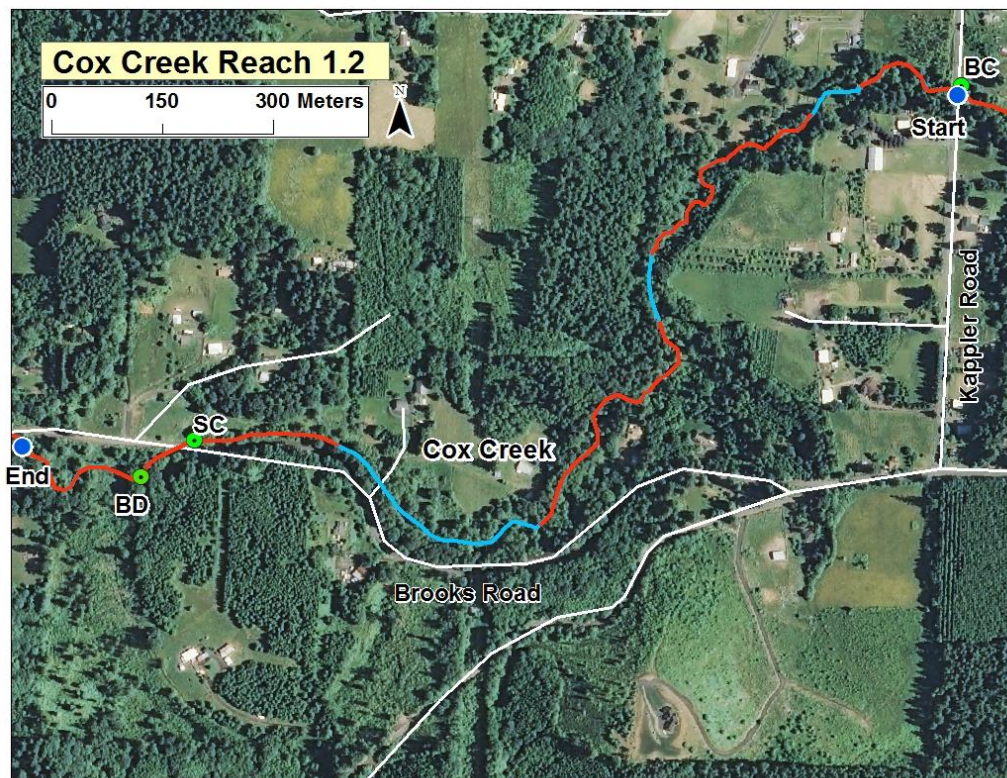 Cox Creek Reach 1.2
0 150 300 Meters
N
BC
Start
Kappler Road
SC
Cox Creek
End
BD
Brooks Road